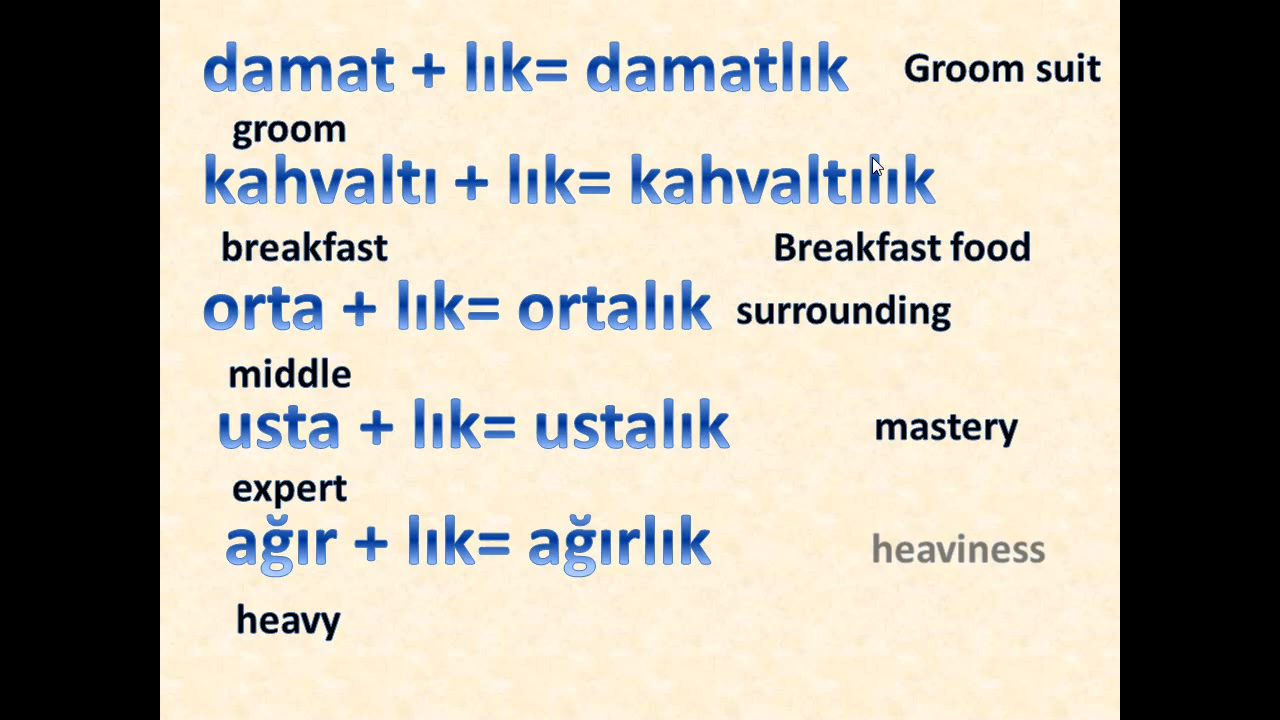 damat + lık= damatlık Groom suit
groom
kahvaltı + lık= kahvaltılık
breakfast Breakfast food
orta + lık= ortalık surrounding
middle
usta + lık= ustalık mastery
expert
ağır + lık= ağırlık heaviness
heavy